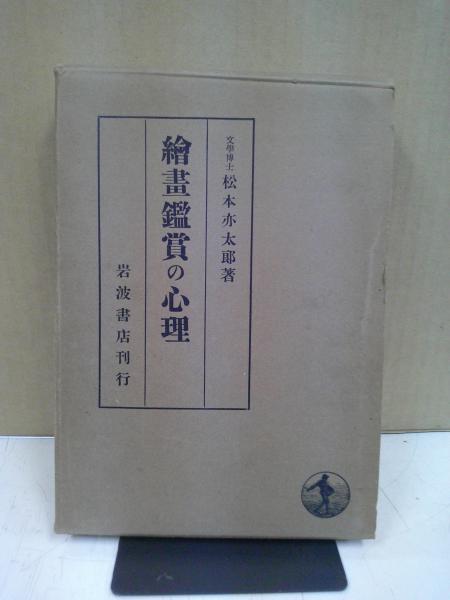 文學博士 松本亦太郎著
繪畫鑑賞の心理
岩波書店刊行